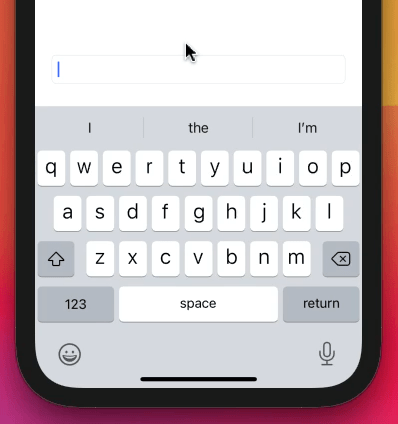 I the I'm
q w e r t y u i o p
a s d f g h j k l
z x c v b n m
123 space return